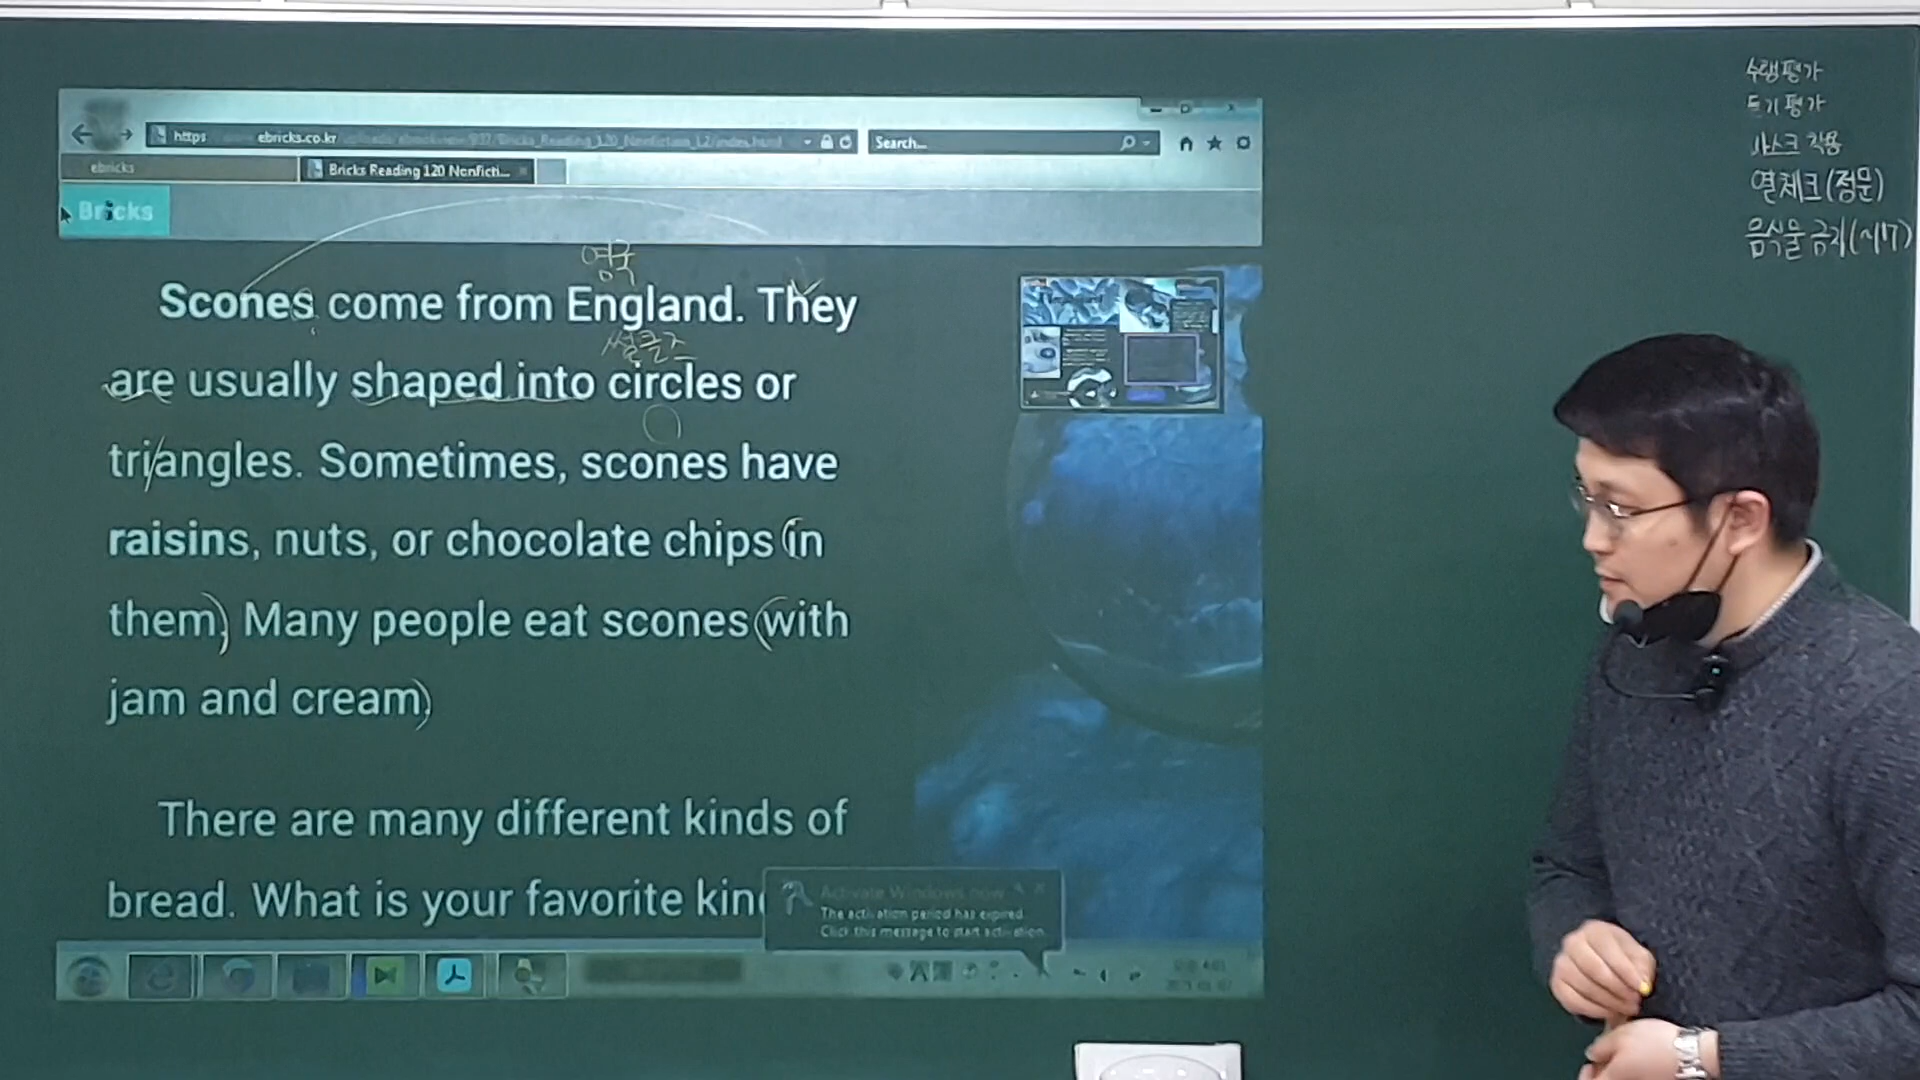 https ebricks.co.kr
Search...
ebricks
Bricks Reading 120 Nonficti...
Bricks
영국
Scones come from England. They
썰클즈
are usually shaped into circles or
triangles. Sometimes, scones have
raisins, nuts, or chocolate chips (in
them.) Many people eat scones (with
jam and cream.)
There are many different kinds of
bread. What is your favorite kin
Activate Windows now
The activation period has expired.
Click this message to start activation.
수행평가
듣기평가
마스크 착용
열체크(정문)
음식물 금지